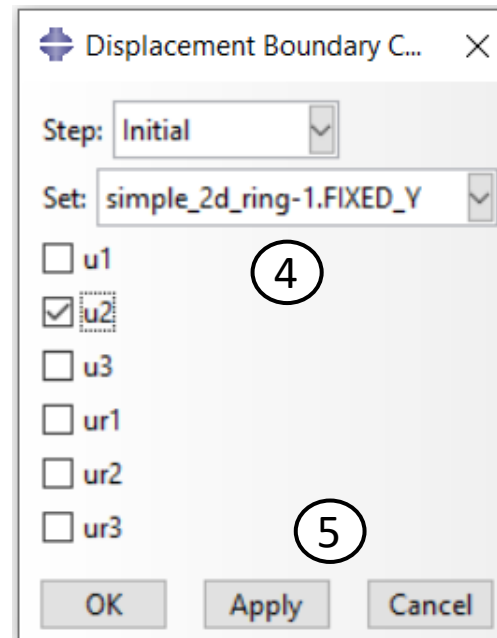 Displacement Boundary C...
Step: Initial
Set: simple_2d_ring-1.FIXED_Y
u1
4
u2
u3
ur1
ur2
ur3
5
OK Apply Cancel